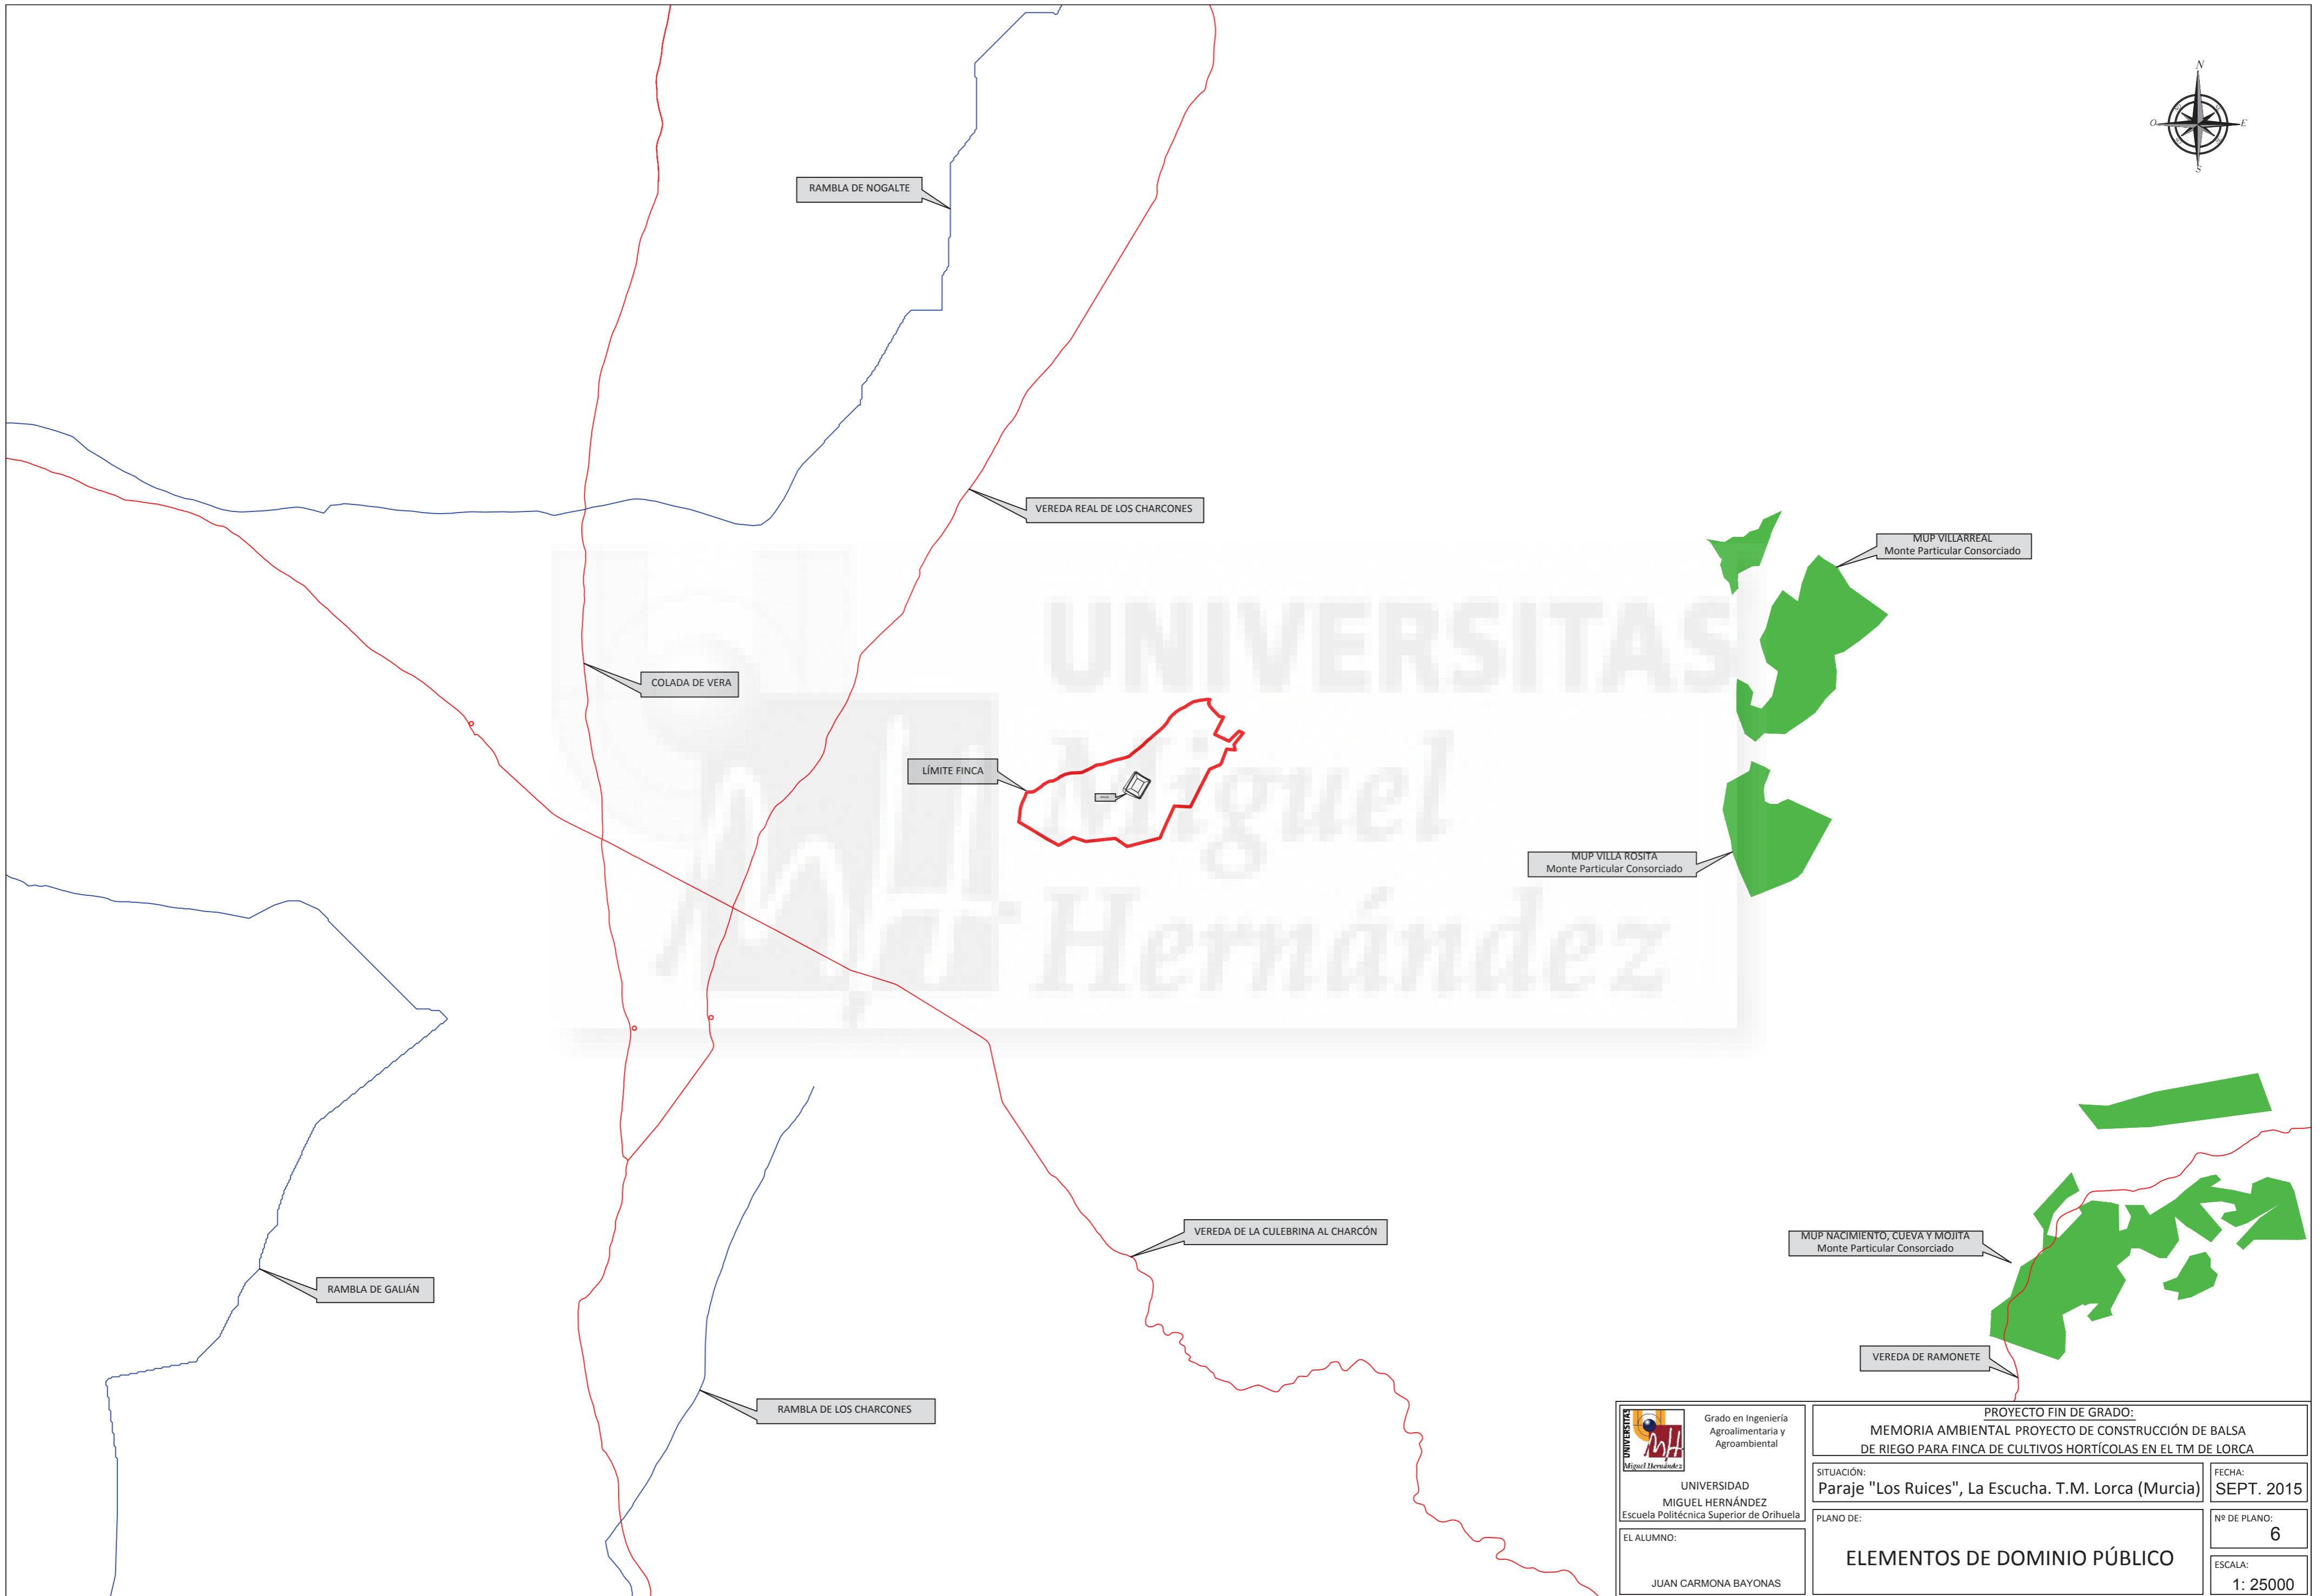 N
O
E
S
RAMBLA DE NOGALTE
VEREDA REAL DE LOS CHARCONES
MUP VILLARREAL
Monte Particular Consorciado
COLADA DE VERA
LÍMITE FINCA
MUP VILLA ROSITA
Monte Particular Consorciado
UNIVERSITAS
Miguel
Hernández
VEREDA DE LA CULEBRINA AL CHARCÓN
MUP NACIMIENTO, CUEVA Y MOJITA
Monte Particular Consorciado
RAMBLA DE GALIÁN
VEREDA DE RAMONETE
RAMBLA DE LOS CHARCONES
UNIVERSITAS
Miguel Hernández
Grado en Ingeniería
Agroalimentaria y
Agroambiental
UNIVERSIDAD
MIGUEL HERNÁNDEZ
Escuela Politécnica Superior de Orihuela
EL ALUMNO:
JUAN CARMONA BAYONAS
PROYECTO FIN DE GRADO:
MEMORIA AMBIENTAL PROYECTO DE CONSTRUCCIÓN DE BALSA
DE RIEGO PARA FINCA DE CULTIVOS HORTÍCOLAS EN EL TM DE LORCA
SITUACIÓN:
Paraje "Los Ruices", La Escucha. T.M. Lorca (Murcia)
FECHA:
SEPT. 2015
PLANO DE:
ELEMENTOS DE DOMINIO PÚBLICO
Nº DE PLANO:
6
ESCALA:
1: 25000